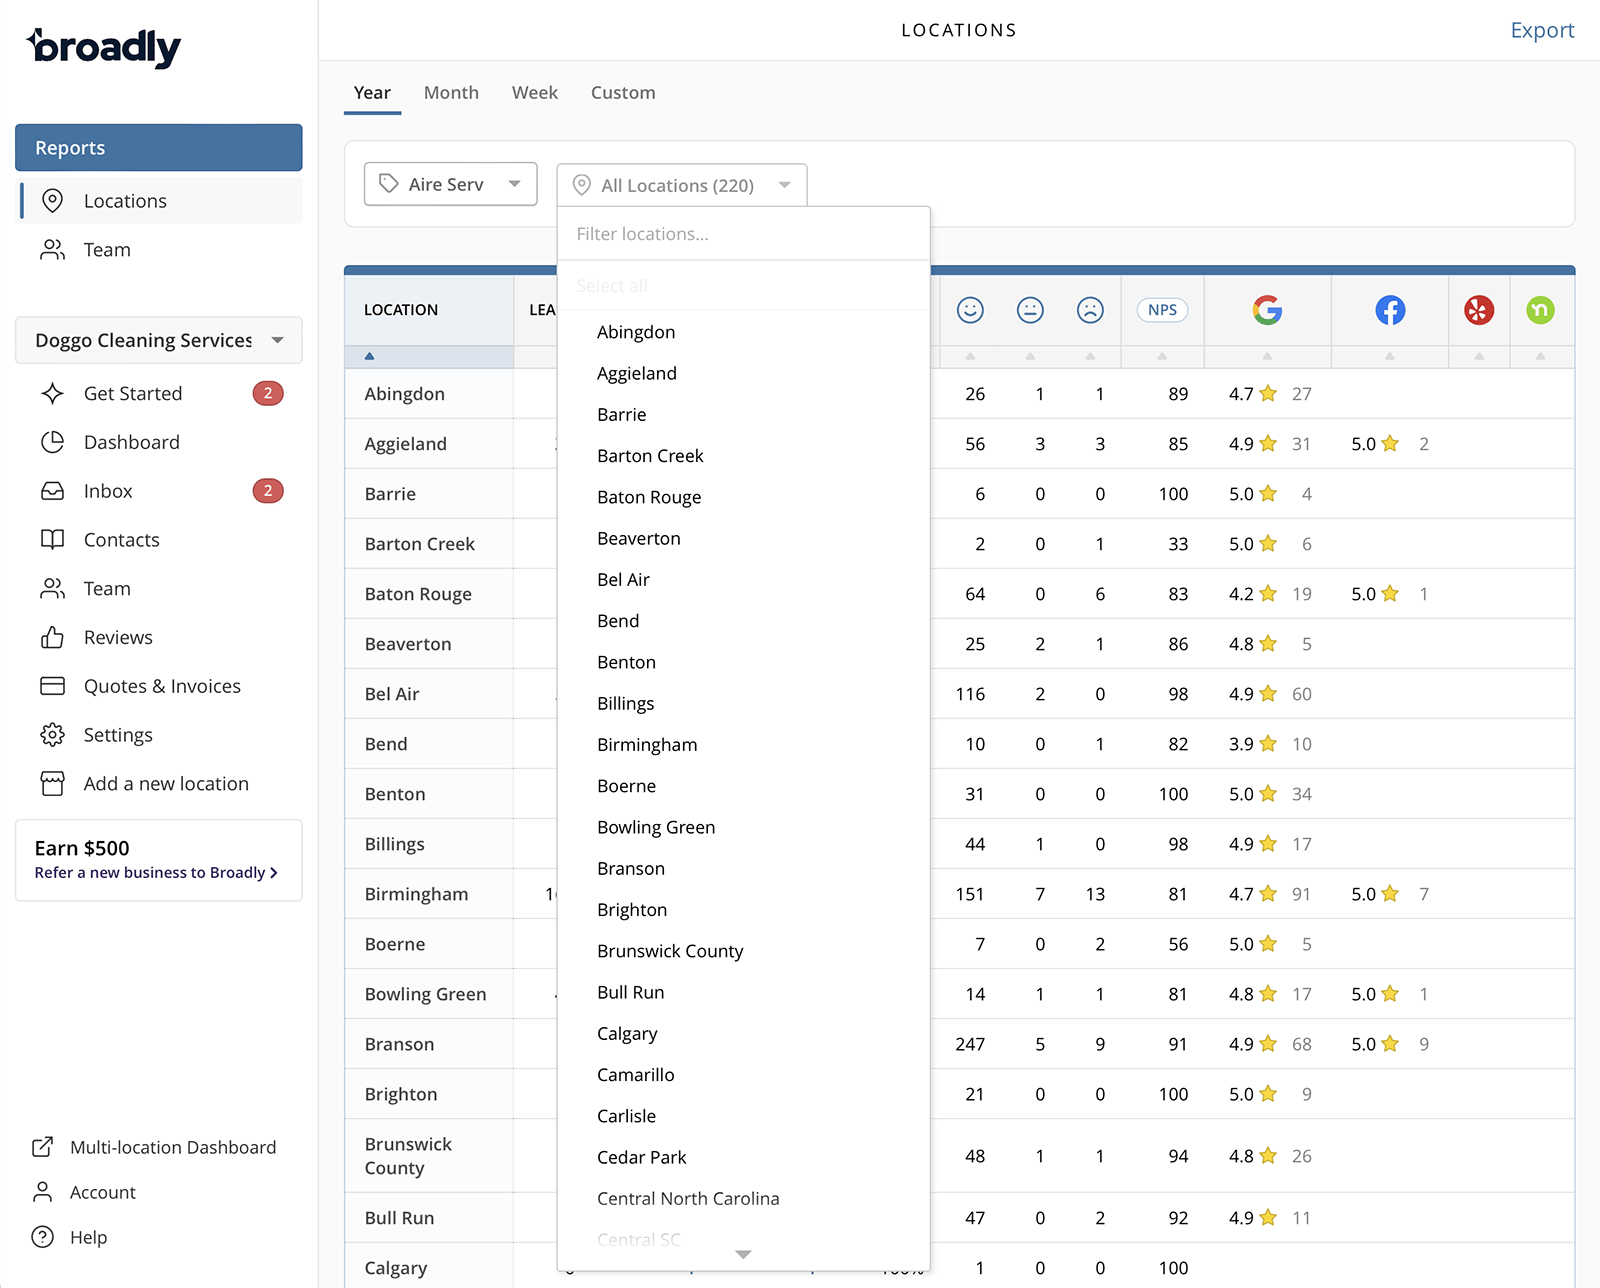 broadly
LOCATIONS
Export
Year Month Week Custom
Reports
Locations
Team
Aire Serv
All Locations (220)
Filter locations...
Select all
Abingdon
Aggieland
Barrie
Barton Creek
Baton Rouge
Beaverton
Bel Air
Bend
Benton
Billings
Birmingham
Boerne
Bowling Green
Branson
Brighton
Brunswick County
Bull Run
Calgary
Camarillo
Carlisle
Cedar Park
Central North Carolina
Central SC
Doggo Cleaning Services
Get Started 2
Dashboard
Inbox 2
Contacts
Team
Reviews
Quotes & Invoices
Settings
Add a new location
Earn $500
Refer a new business to Broadly
Multi-location Dashboard
Account
Help
LOCATION LEA NPS
Abingdon 26 1 1 89 4.7 27
Aggieland 56 3 3 85 4.9 31 5.0 2
Barrie 6 0 0 100 5.0 4
Barton Creek 2 0 1 33 5.0 6
Baton Rouge 64 0 6 83 4.2 19 5.0 1
Beaverton 25 2 1 86 4.8 5
Bel Air 116 2 0 98 4.9 60
Bend 10 0 1 82 3.9 10
Benton 31 0 0 100 5.0 34
Billings 44 1 0 98 4.9 17
Birmingham 151 7 13 81 4.7 91 5.0 7
Boerne 7 0 2 56 5.0 5
Bowling Green 14 1 1 81 4.8 17 5.0 1
Branson 247 5 9 91 4.9 68 5.0 9
Brighton 21 0 0 100 5.0 9
Brunswick
County 48 1 1 94 4.8 26
Bull Run 47 0 2 92 4.9 11
Calgary 1 0 0 100